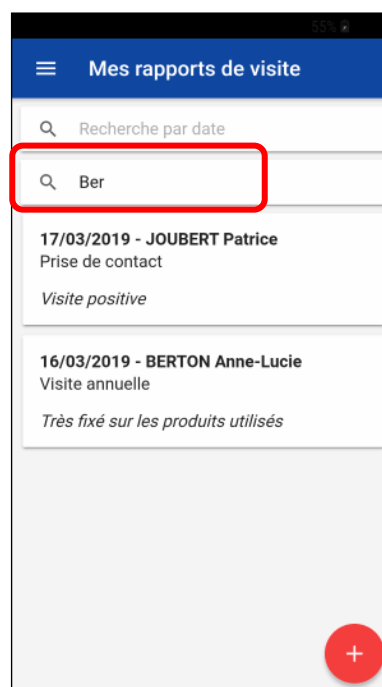 55%
Mes rapports de visite
Recherche par date
Ber
17/03/2019 - JOUBERT Patrice
Prise de contact
Visite positive
16/03/2019 - BERTON Anne-Lucie
Visite annuelle
Très fixé sur les produits utilisés
+